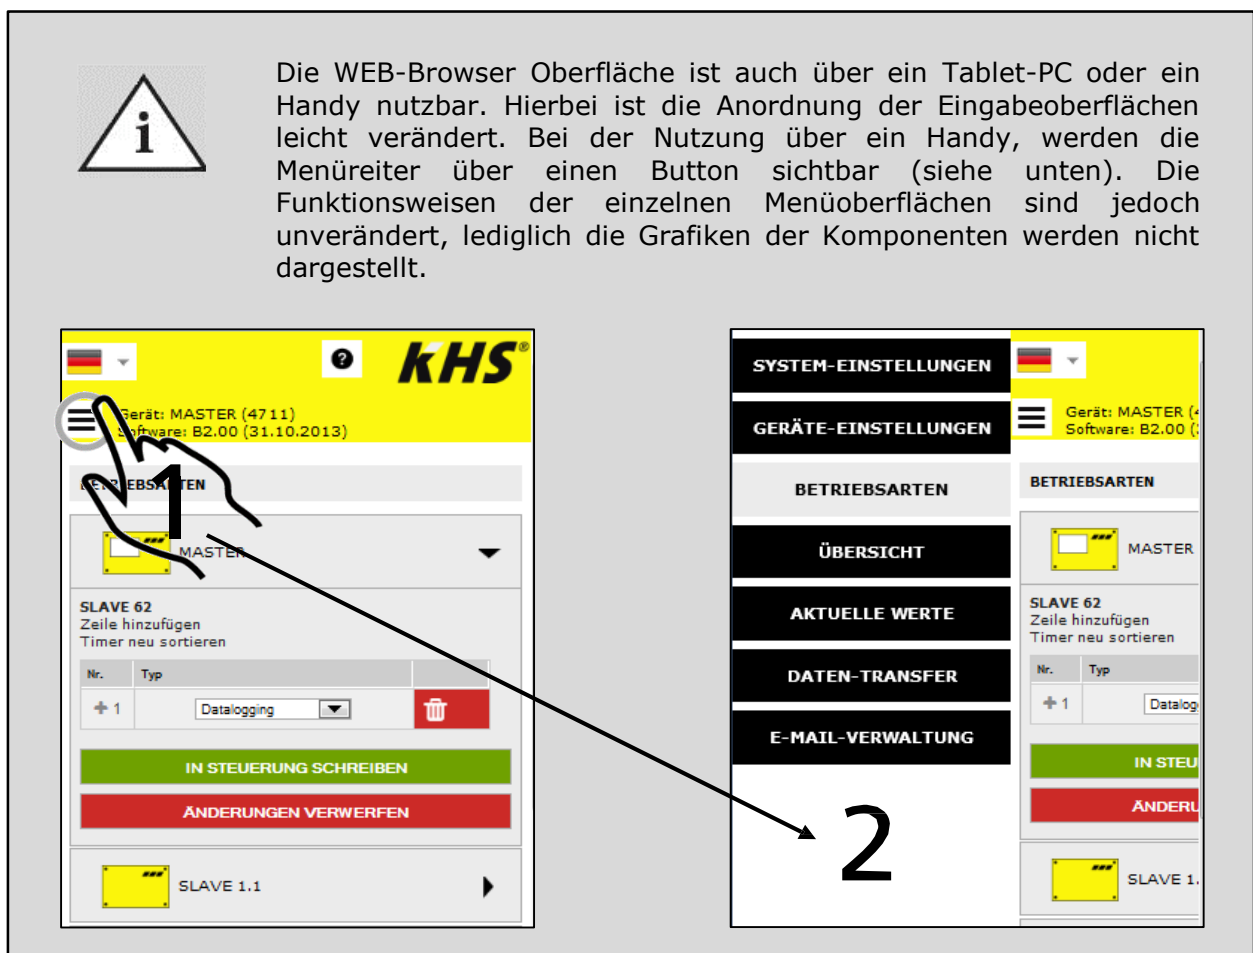 i
Die WEB-Browser Oberfläche ist auch über ein Tablet-PC oder ein
Handy nutzbar. Hierbei ist die Anordnung der Eingabeoberflächen
leicht verändert. Bei der Nutzung über ein Handy, werden die
Menüreiter über einen Button sichtbar (siehe unten). Die
Funktionsweisen der einzelnen Menüoberflächen sind jedoch
unverändert, lediglich die Grafiken der Komponenten werden nicht
dargestellt.
?
KHS®
Gerät: MASTER (4711)
Software: B2.00 (31.10.2013)
1
BETRIEBSARTEN
MASTER
SLAVE 62
Zeile hinzufügen
Timer neu sortieren
Nr. Typ
+ 1 Datalogging
IN STEUERUNG SCHREIBEN
ÄNDERUNGEN VERWERFEN
SLAVE 1.1
SYSTEM-EINSTELLUNGEN
GERÄTE-EINSTELLUNGEN
BETRIEBSARTEN
ÜBERSICHT
AKTUELLE WERTE
DATEN-TRANSFER
E-MAIL-VERWALTUNG
2
Gerät: MASTER (4
Software: B2.00 (
BETRIEBSARTEN
MASTER
SLAVE 62
Zeile hinzufügen
Timer neu sortieren
Nr. Typ
+ 1 Datalog
IN STEU
ÄNDERU
SLAVE 1.